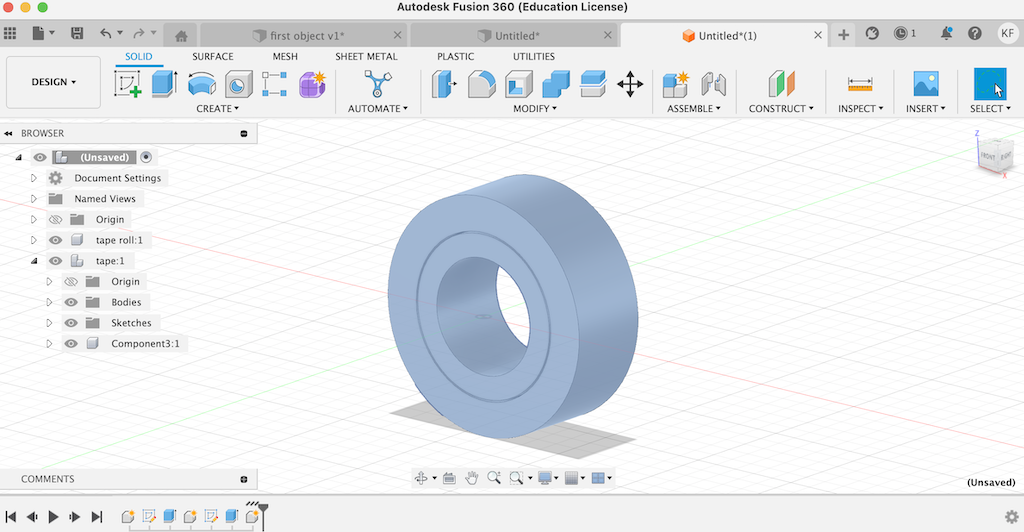 Autodesk Fusion 360 (Education License)
first object v1*
Untitled*
Untitled*(1)
1
KF
SOLID SURFACE MESH SHEET METAL PLASTIC UTILITIES
DESIGN
CREATE AUTOMATE MODIFY ASSEMBLE CONSTRUCT INSPECT INSERT SELECT
BROWSER
(Unsaved)
Document Settings
Named Views
Origin
tape roll:1
tape:1
Origin
Bodies
Sketches
Component3:1
Z
FRONT
RIGHT
X
COMMENTS
(Unsaved)